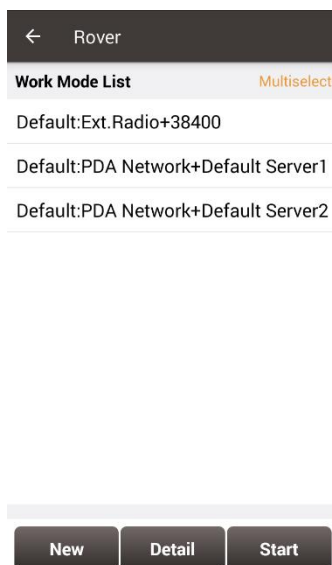 Rover
Work Mode List Multiselect
Default:Ext.Radio+38400
Default:PDA Network+Default Server1
Default:PDA Network+Default Server2
New Detail Start